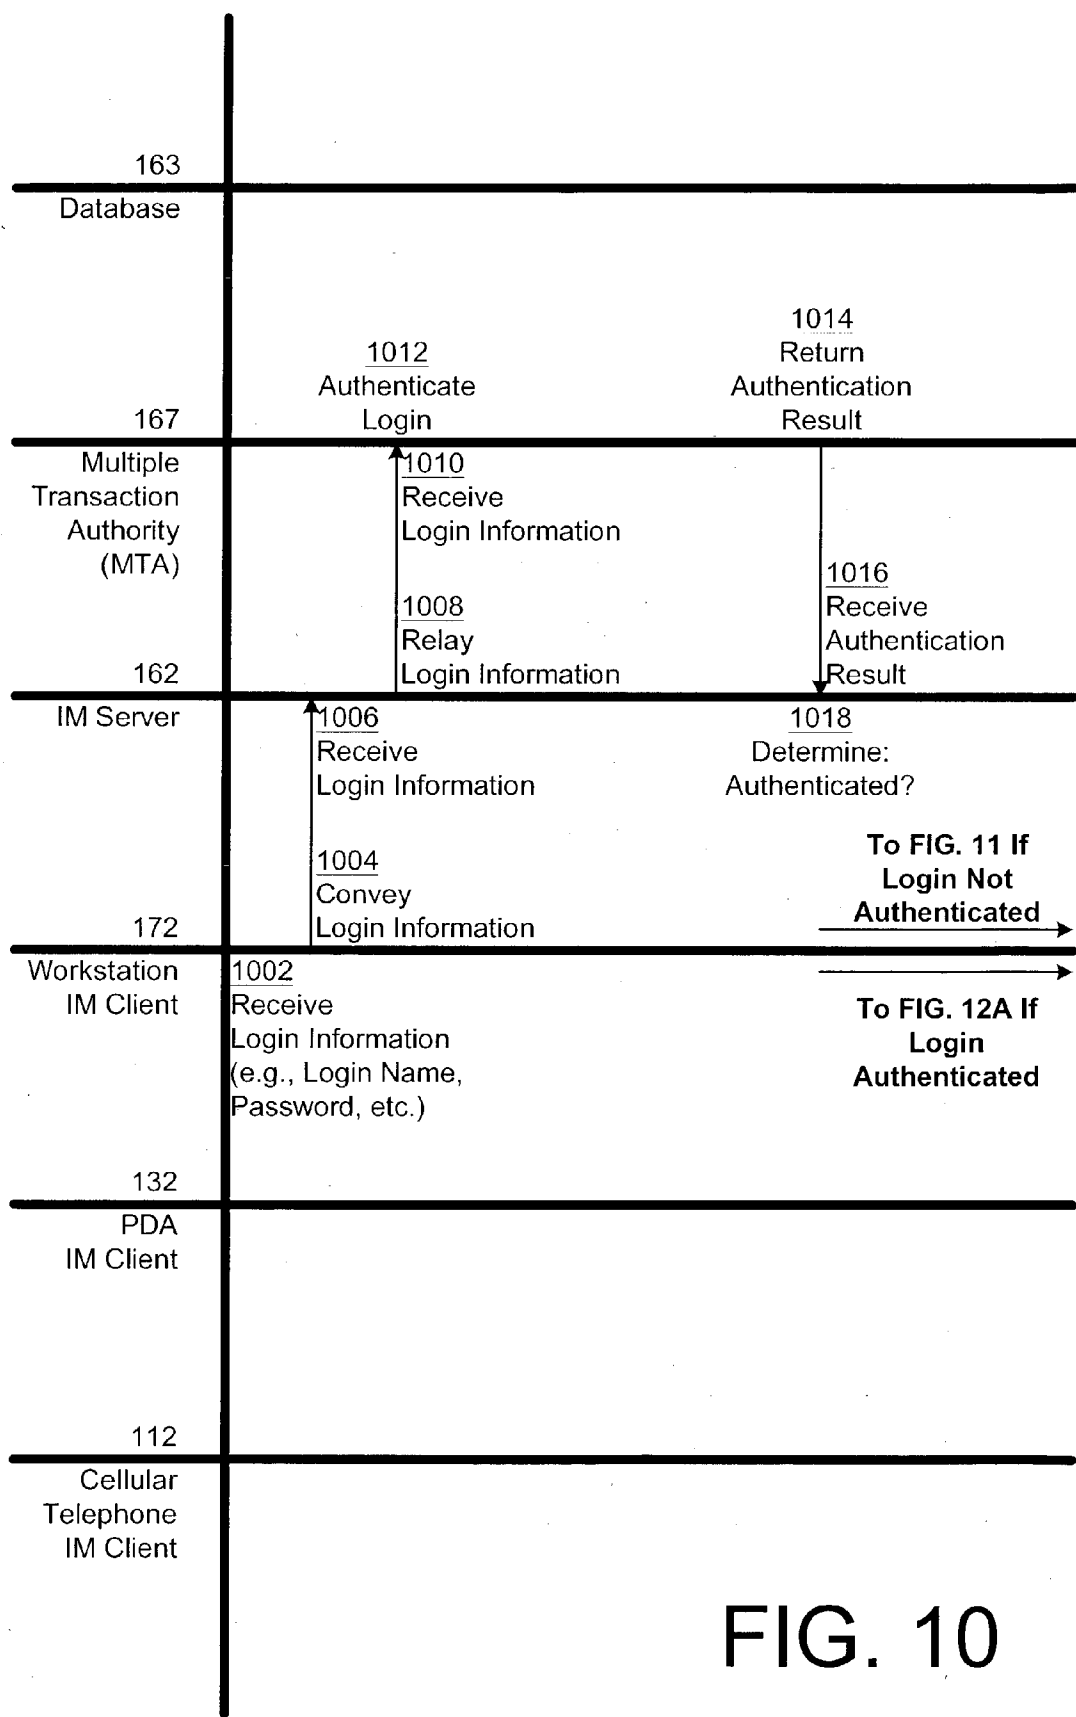 163
Database
1012
Authenticate
Login
1014
Return
Authentication
Result
167
Multiple
Transaction
Authority
(MTA)
1010
Receive
Login Information
1008
Relay
Login Information
1016
Receive
Authentication
Result
162
IM Server
1006
Receive
Login Information
1004
Convey
Login Information
1018
Determine:
Authenticated?
To FIG. 11 If
Login Not
Authenticated
172
Workstation
IM Client
1002
Receive
Login Information
(e.g., Login Name,
Password, etc.)
To FIG. 12A If
Login
Authenticated
132
PDA
IM Client
112
Cellular
Telephone
IM Client
FIG. 10